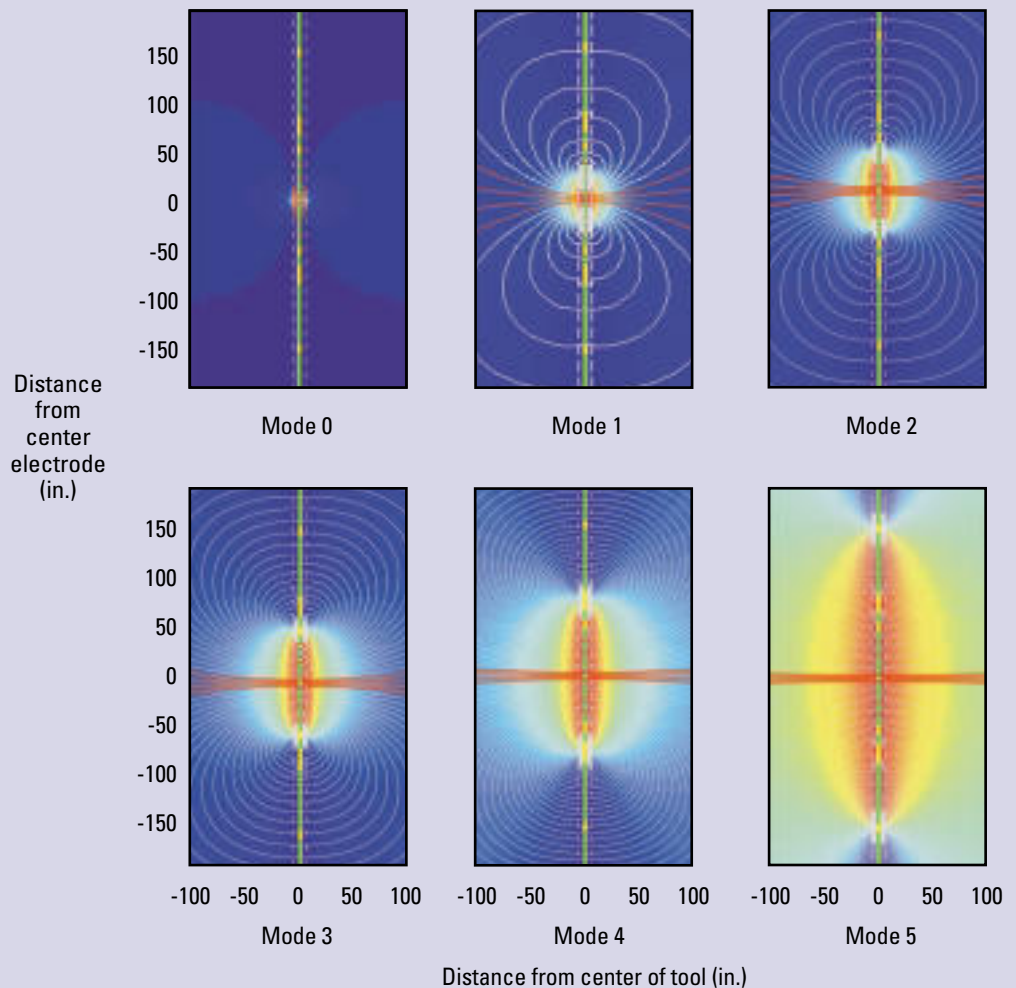 150
100
50
0
-50
-100
-150
Distance
from
center
electrode
(in.)
Mode 0
Mode 1
Mode 2
150
100
50
0
-50
-100
-150
-100 -50 0 50 100
-100 -50 0 50 100
-100 -50 0 50 100
Mode 3
Mode 4
Mode 5
Distance from center of tool (in.)